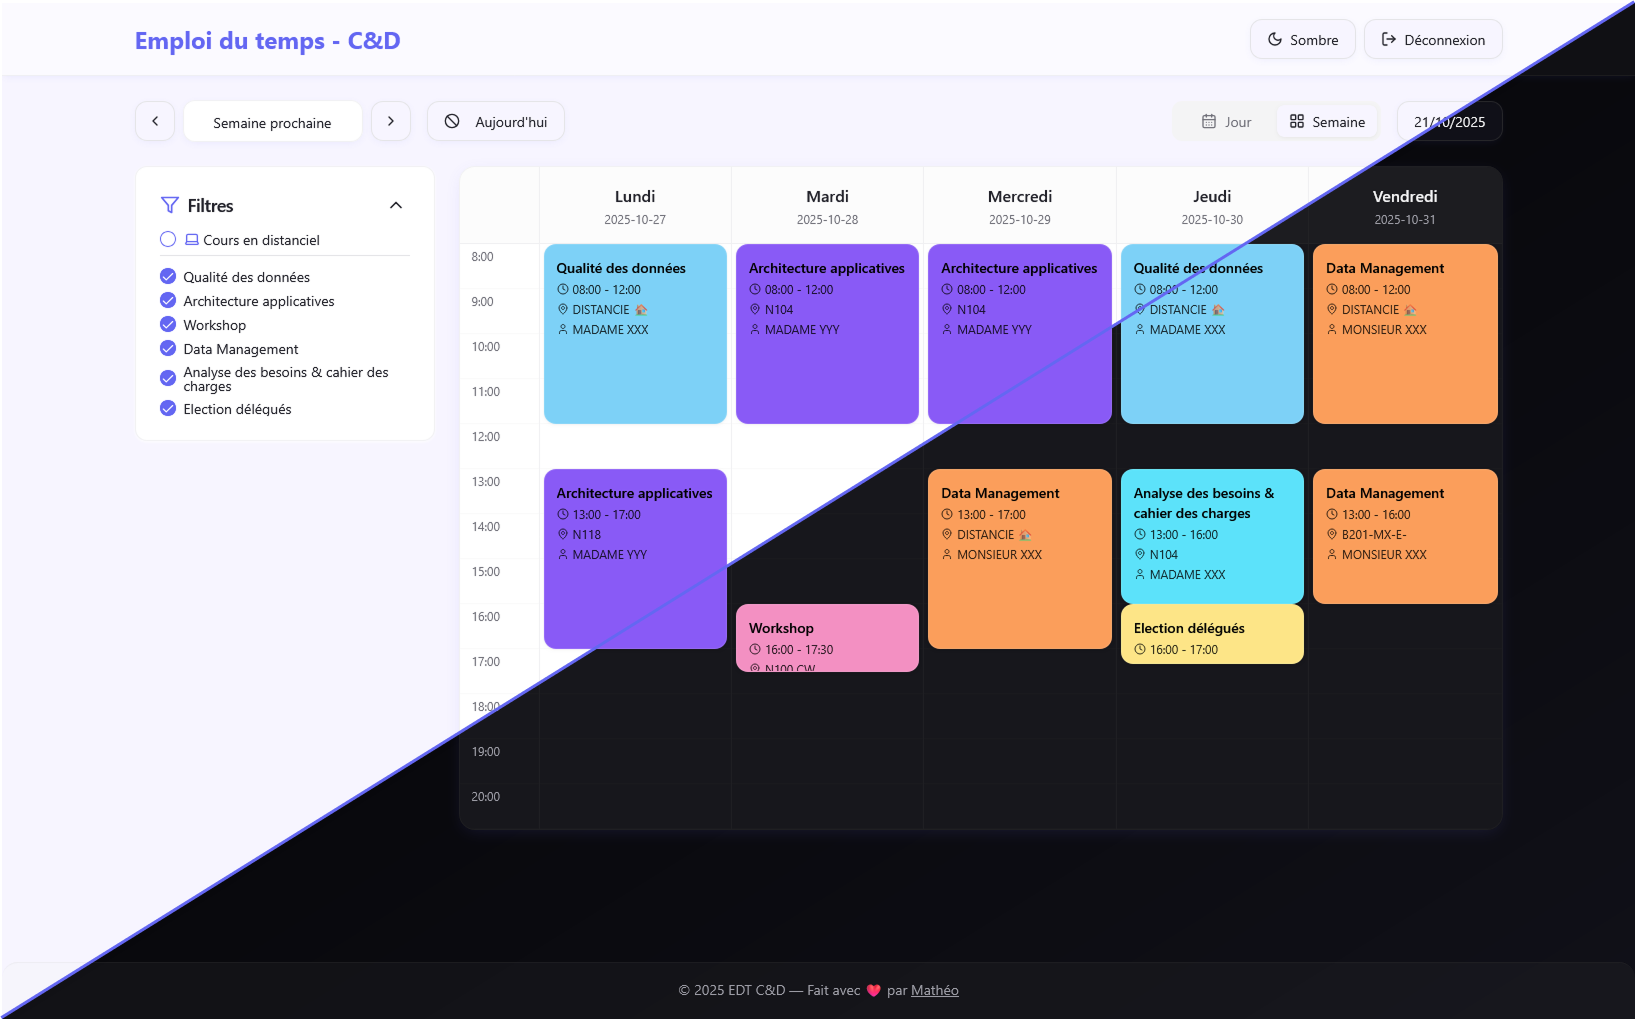 Emploi du temps - C&D
Sombre
Déconnexion
Semaine prochaine
Aujourd'hui
Jour
Semaine
21/10/2025
Filtres
Cours en distanciel
Qualité des données
Architecture applicatives
Workshop
Data Management
Analyse des besoins & cahier des
charges
Election délégués
Lundi
2025-10-27
Mardi
2025-10-28
Mercredi
2025-10-29
Jeudi
2025-10-30
Vendredi
2025-10-31
8:00
9:00
10:00
11:00
12:00
13:00
14:00
15:00
16:00
17:00
18:00
19:00
20:00
Qualité des données
08:00 - 12:00
DISTANCIE 🏠
MADAME XXX
Architecture applicatives
13:00 - 17:00
N118
MADAME YYY
Architecture applicatives
08:00 - 12:00
N104
MADAME YYY
Workshop
16:00 - 17:30
N100 CW
Architecture applicatives
08:00 - 12:00
N104
MADAME YYY
Data Management
13:00 - 17:00
DISTANCIE 🏠
MONSIEUR XXX
Qualité des données
08:00 - 12:00
DISTANCIE 🏠
MADAME XXX
Analyse des besoins &
cahier des charges
13:00 - 16:00
N104
MADAME XXX
Election délégués
16:00 - 17:00
Data Management
08:00 - 12:00
DISTANCIE 🏠
MONSIEUR XXX
Data Management
13:00 - 16:00
B201-MX-E-
MONSIEUR XXX
© 2025 EDT C&D — Fait avec ❤️ par Mathéo